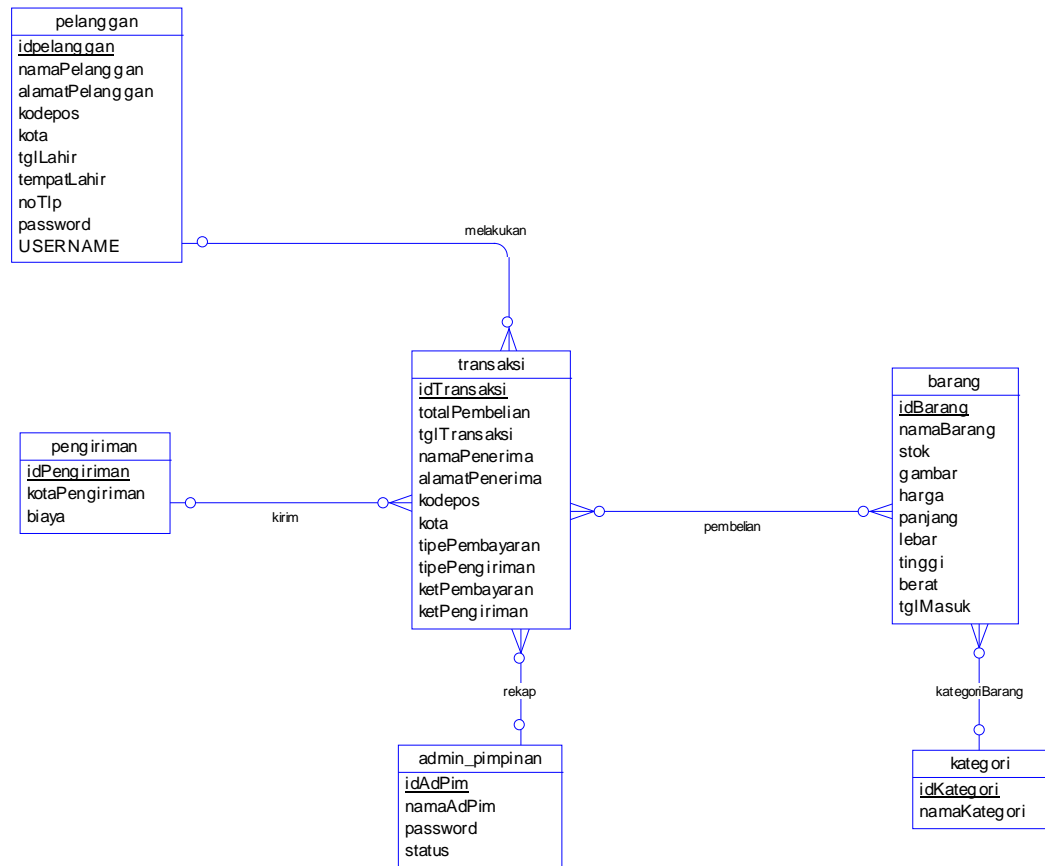 pelanggan
idpelanggan
namaPelanggan
alamatPelanggan
kodepos
kota
tglLahir
tempatLahir
noTlp
password
USERNAME
melakukan
transaksi
idTransaksi
totalPembelian
tglTransaksi
namaPenerima
alamatPenerima
kodepos
kota
tipePembayaran
tipePengiriman
ketPembayaran
ketPengiriman
pengiriman
idPengiriman
kotaPengiriman
biaya
kirim
pembelian
barang
idBarang
namaBarang
stok
gambar
harga
panjang
lebar
tinggi
berat
tglMasuk
rekap
kategoriBarang
admin_pimpinan
idAdPim
namaAdPim
password
status
kategori
idKategori
namaKategori